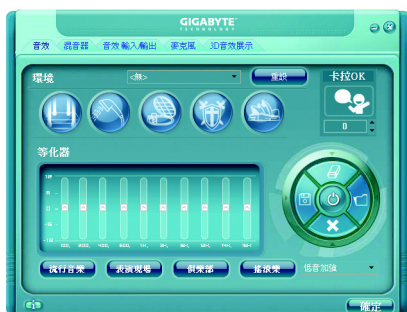 GIGABYTE
TECHNOLOGY
音效 混音器 音效輸入/輸出 麥克風 3D音效展示
環境 <無> 重設 卡拉OK
0
等化器
流行音樂 表演現場 俱樂部 搖滾樂 低音加強
確定